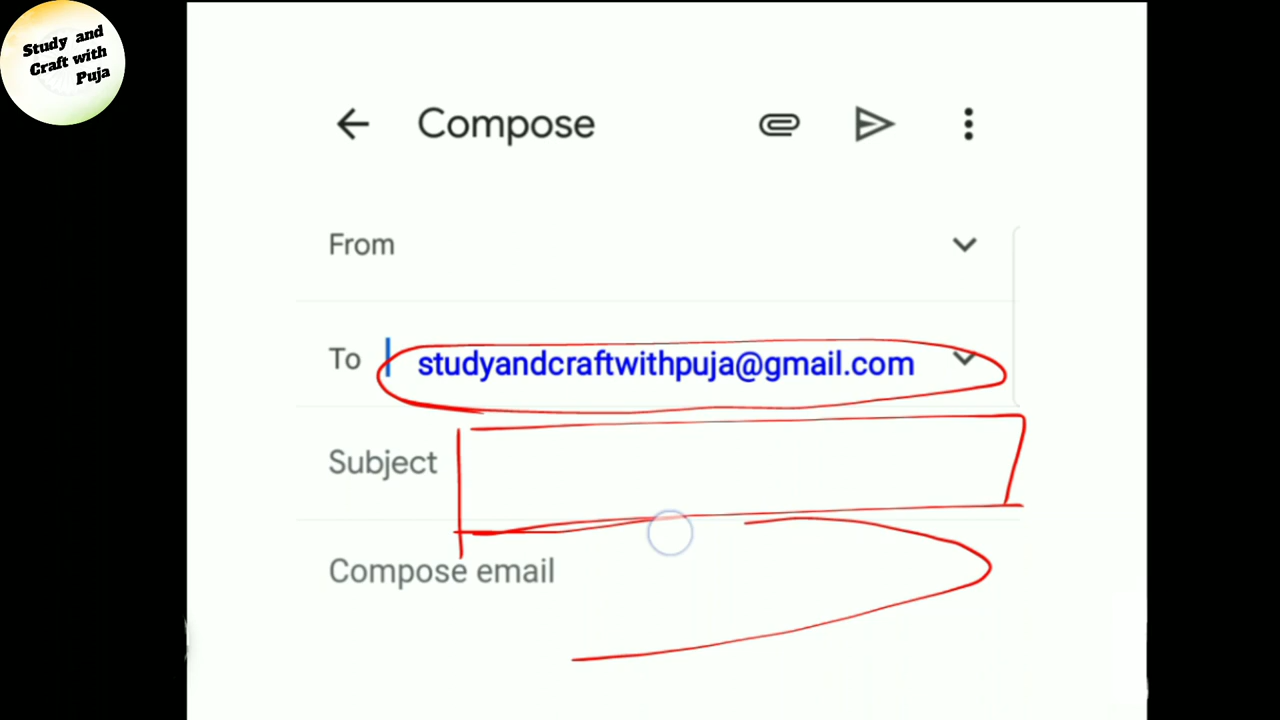 Study and
Craft with
Puja
Compose
From
To studyandcraftwithpuja@gmail.com
Subject
Compose email